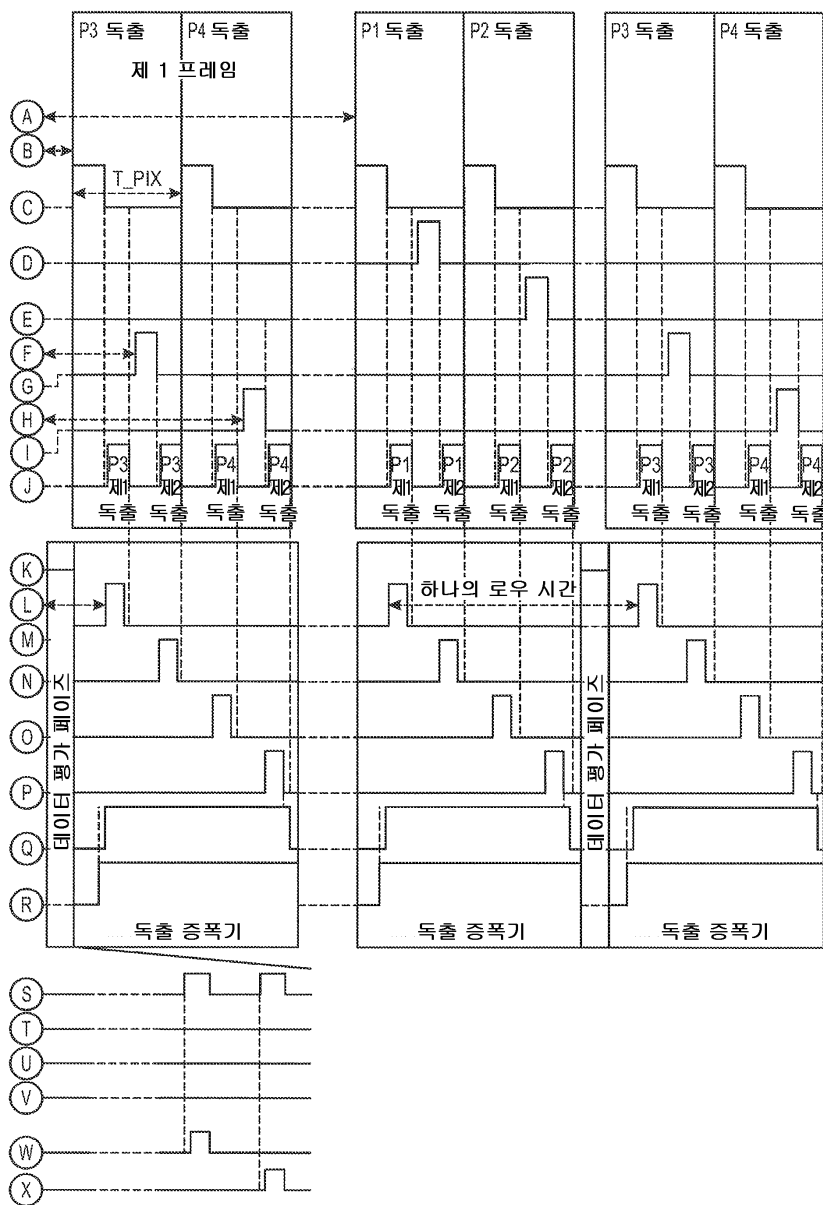 P3 독출 P4 독출 P1 독출 P2 독출 P3 독출 P4 독출
제 1 프레임
A
B
T_PIX
C
D
E
F
G
H
I
P3 P3 P4 P4 P1 P1 P2 P2 P3 P3 P4 P4
J
제1 제2 제1 제2 제1 제2 제1 제2 제1 제2 제1 제2
독출 독출 독출 독출 독출 독출 독출 독출 독출 독출 독출 독출
K
L
하나의 로우 시간
M
N
O
P
Q
R
데이터 평가 페이즈
데이터 평가 페이즈
독출 증폭기 독출 증폭기 독출 증폭기
S
T
U
V
W
X